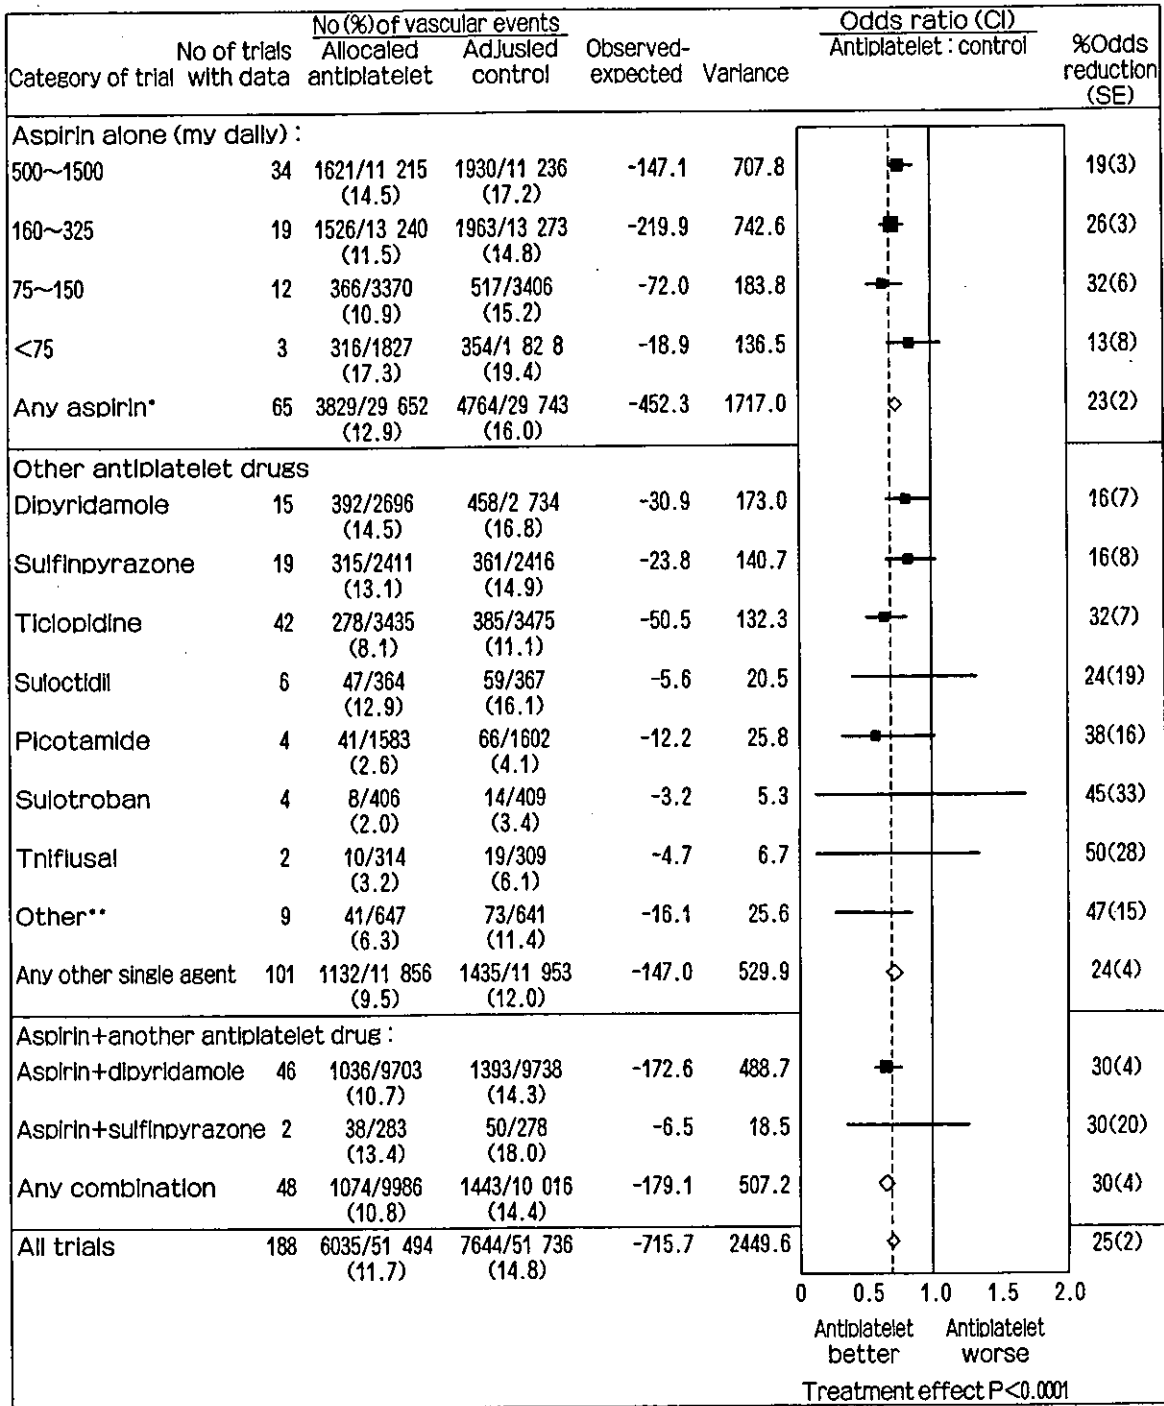 No (%) of vascular events Odds ratio (CI)
No of trials Allocaled Adjusled Observed- Antiplatelet : control %Odds
Category of trial with data antiplatelet control expected Variance reduction
(SE)
Aspirin alone (my daily) :
500~1500 34 1621/11 215 1930/11 236 -147.1 707.8 19(3)
(14.5) (17.2)
160~325 19 1526/13 240 1963/13 273 -219.9 742.6 26(3)
(11.5) (14.8)
75~150 12 366/3370 517/3406 -72.0 183.8 32(6)
(10.9) (15.2)
<75 3 316/1827 354/1 82 8 -18.9 136.5 13(8)
(17.3) (19.4)
Any aspirin* 65 3829/29 652 4764/29 743 -452.3 1717.0 23(2)
(12.9) (16.0)
Other antiplatelet drugs
Dipyridamole 15 392/2696 458/2 734 -30.9 173.0 16(7)
(14.5) (16.8)
Sulfinpyrazone 19 315/2411 361/2416 -23.8 140.7 16(8)
(13.1) (14.9)
Ticlopidine 42 278/3435 385/3475 -50.5 132.3 32(7)
(8.1) (11.1)
Suloctidil 6 47/364 59/367 -5.6 20.5 24(19)
(12.9) (16.1)
Picotamide 4 41/1583 66/1602 -12.2 25.8 38(16)
(2.6) (4.1)
Sulotroban 4 8/406 14/409 -3.2 5.3 45(33)
(2.0) (3.4)
Tniflusal 2 10/314 19/309 -4.7 6.7 50(28)
(3.2) (6.1)
Other** 9 41/647 73/641 -16.1 25.6 47(15)
(6.3) (11.4)
Any other single agent 101 1132/11 856 1435/11 953 -147.0 529.9 24(4)
(9.5) (12.0)
Aspirin+another antiplatelet drug :
Aspirin+dipyridamole 46 1036/9703 1393/9738 -172.6 488.7 30(4)
(10.7) (14.3)
Aspirin+sulfinpyrazone 2 38/283 50/278 -6.5 18.5 30(20)
(13.4) (18.0)
Any combination 48 1074/9986 1443/10 016 -179.1 507.2 30(4)
(10.8) (14.4)
All trials 188 6035/51 494 7644/51 736 -715.7 2449.6 25(2)
(11.7) (14.8)
0 0.5 1.0 1.5 2.0
Antiplatelet Antiplatelet
better worse
Treatment effect P<0.0001